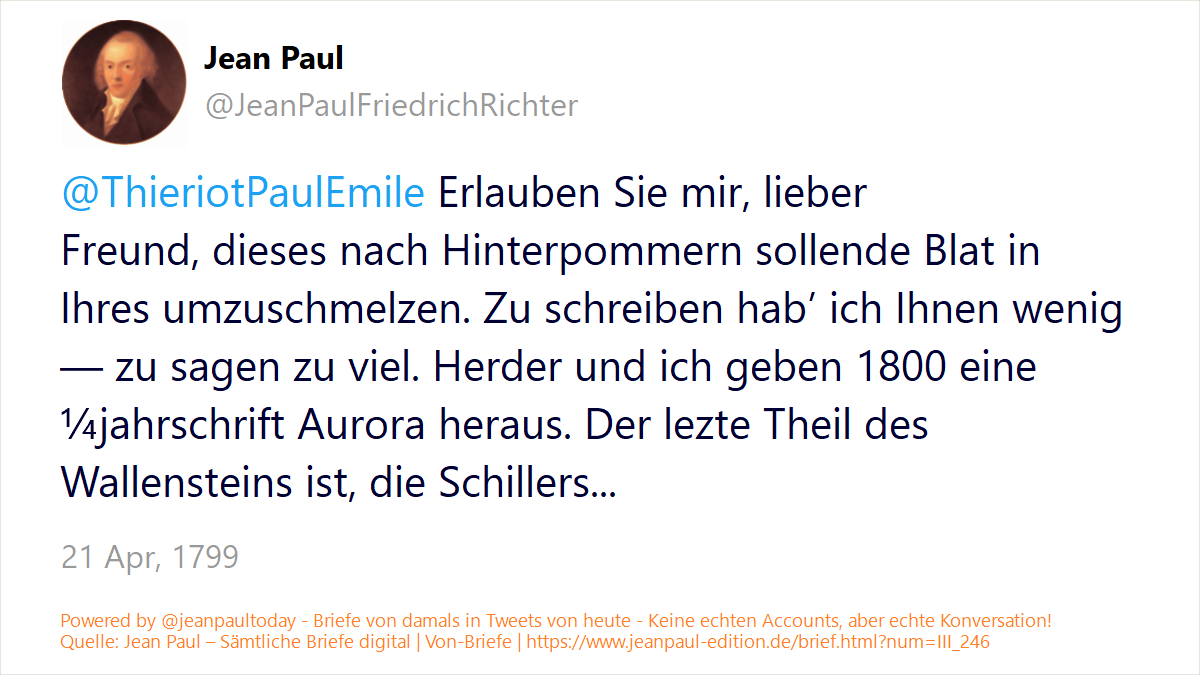 Jean Paul
@JeanPaulFriedrichRichter
@ThieriotPaulEmile Erlauben Sie mir, lieber
Freund, dieses nach Hinterpommern sollende Blat in
Ihres umzuschmelzen. Zu schreiben hab’ ich Ihnen wenig
— zu sagen zu viel. Herder und ich geben 1800 eine
¼jahrschrift Aurora heraus. Der lezte Theil des
Wallensteins ist, die Schillers...
21 Apr, 1799
Powered by @jeanpaultoday - Briefe von damals in Tweets von heute - Keine echten Accounts, aber echte Konversation!
Quelle: Jean Paul – Sämtliche Briefe digital | Von-Briefe | https://www.jeanpaul-edition.de/brief.html?num=III_246